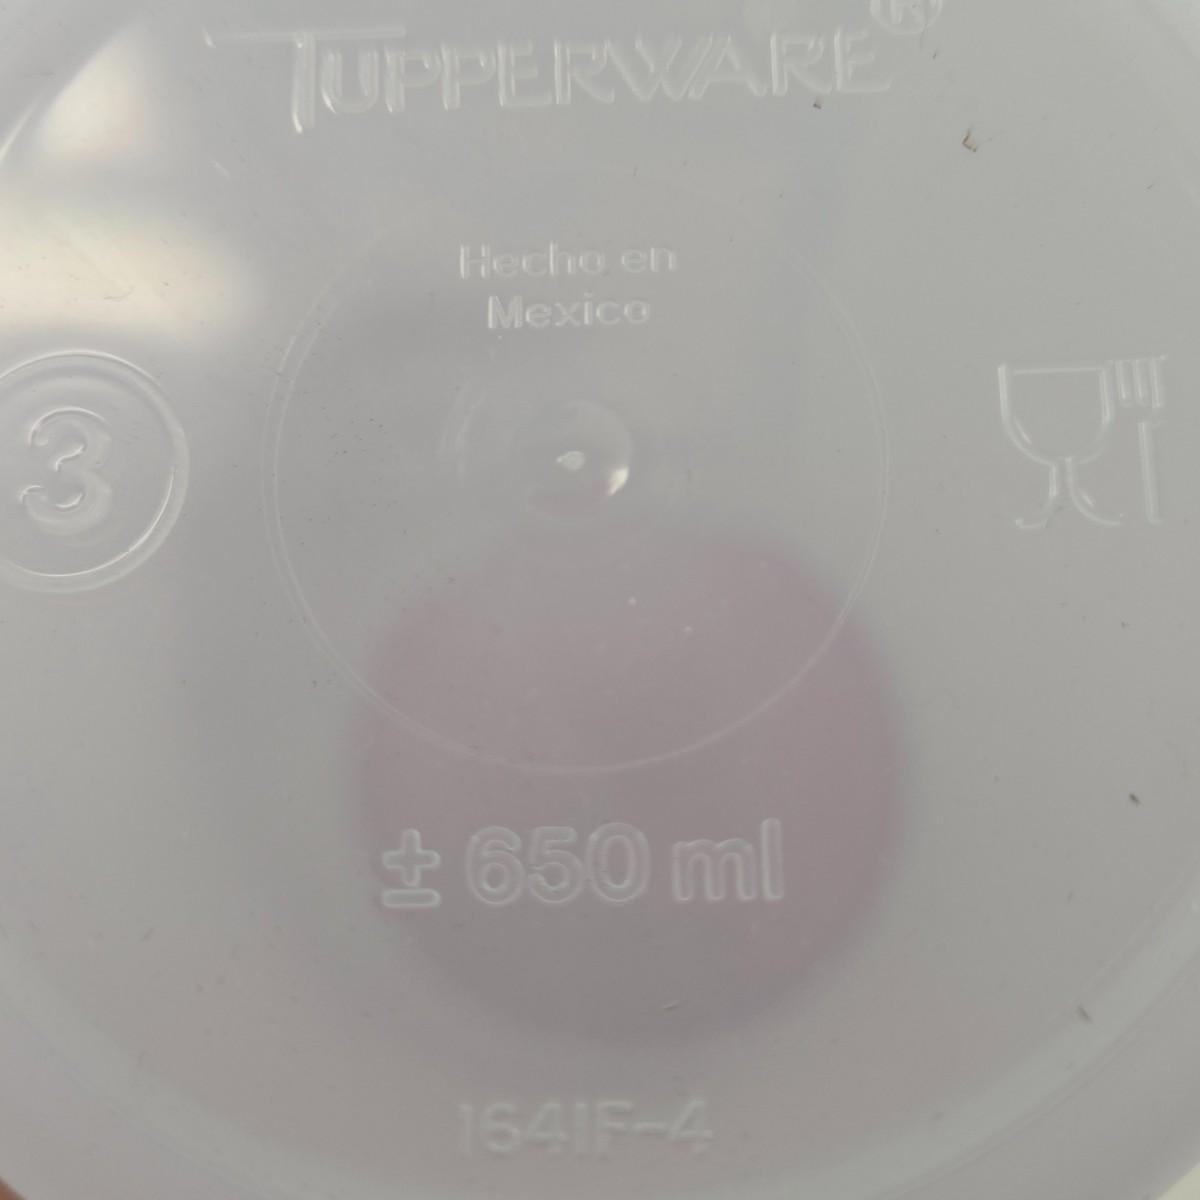 TUPPERWARE®
Hecho en
Mexico
3
± 650 ml
1641F-4